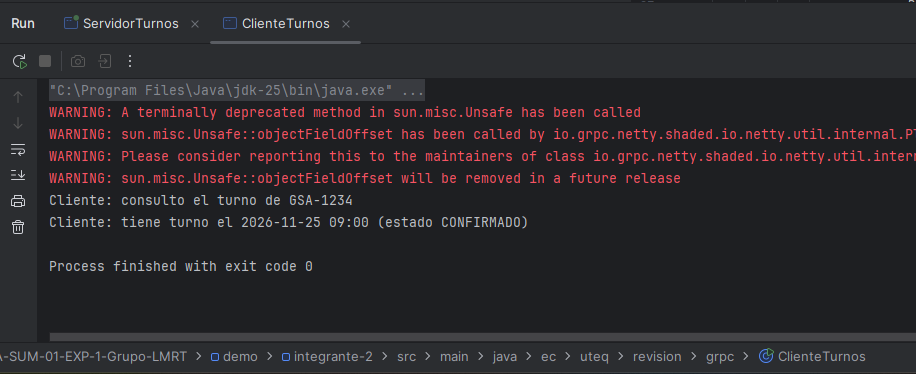 Run ServidorTurnos ClienteTurnos
"C:\Program Files\Java\jdk-25\bin\java.exe" ...
WARNING: A terminally deprecated method in sun.misc.Unsafe has been called
WARNING: sun.misc.Unsafe::objectFieldOffset has been called by io.grpc.netty.shaded.io.netty.util.internal.P
WARNING: Please consider reporting this to the maintainers of class io.grpc.netty.shaded.io.netty.util.inter
WARNING: sun.misc.Unsafe::objectFieldOffset will be removed in a future release
Cliente: consulto el turno de GSA-1234
Cliente: tiene turno el 2026-11-25 09:00 (estado CONFIRMADO)
Process finished with exit code 0
-SUM-01-EXP-1-Grupo-LMRT > demo > integrante-2 > src > main > java > ec > uteq > revision > grpc > ClienteTurnos